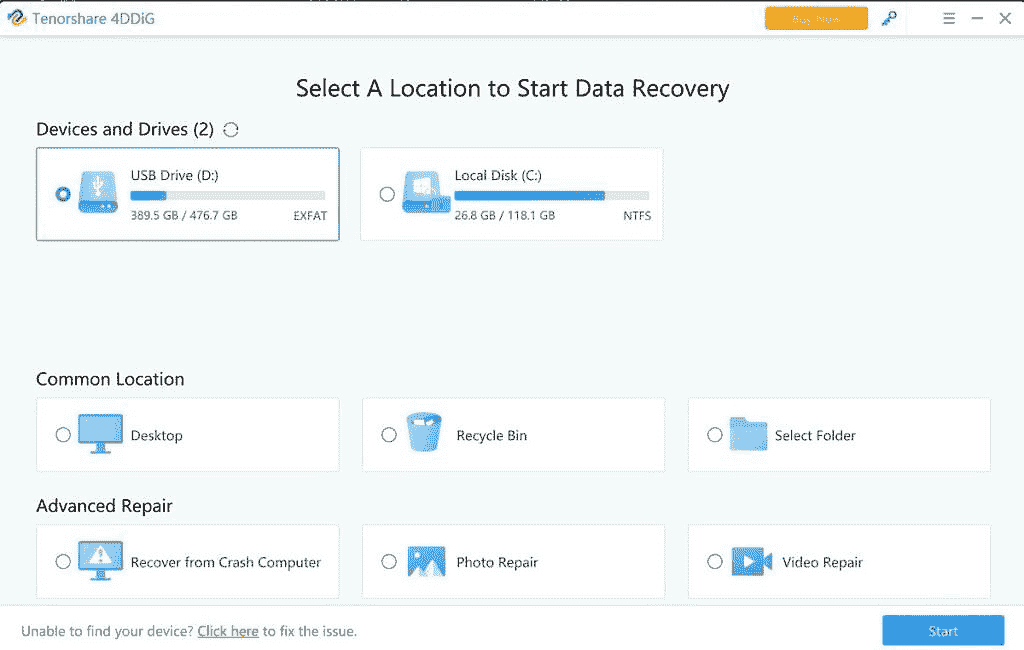 Tenorshare 4DDiG
Buy Now
Select A Location to Start Data Recovery
Devices and Drives (2)
USB Drive (D:)
389.5 GB / 476.7 GB
EXFAT
Local Disk (C:)
26.8 GB / 118.1 GB
NTFS
Common Location
Desktop
Recycle Bin
Select Folder
Advanced Repair
Recover from Crash Computer
Photo Repair
Video Repair
Unable to find your device? Click here to fix the issue.
Start